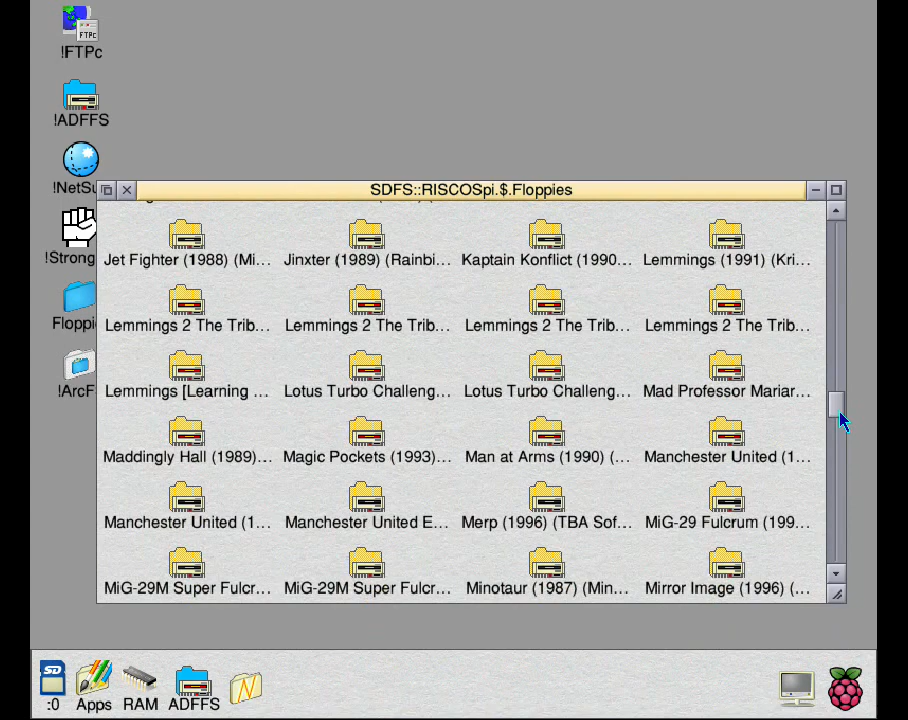 !FTPc
!ADFFS
!NetSu
!Strong
Floppi
!ArcF
SDFS::RISCOSpi.$.Floppies
Jet Fighter (1988) (Mi... Jinxter (1989) (Rainbi... Kaptain Konflict (1990... Lemmings (1991) (Kri...
Lemmings 2 The Trib... Lemmings 2 The Trib... Lemmings 2 The Trib... Lemmings 2 The Trib...
Lemmings [Learning ... Lotus Turbo Challeng... Lotus Turbo Challeng... Mad Professor Mariar...
Maddingly Hall (1989)... Magic Pockets (1993)... Man at Arms (1990) (... Manchester United (1...
Manchester United (1... Manchester United E... Merp (1996) (TBA Sof... MiG-29 Fulcrum (199...
MiG-29M Super Fulcr... MiG-29M Super Fulcr... Minotaur (1987) (Min... Mirror Image (1996) (...
:0 Apps RAM ADFFS